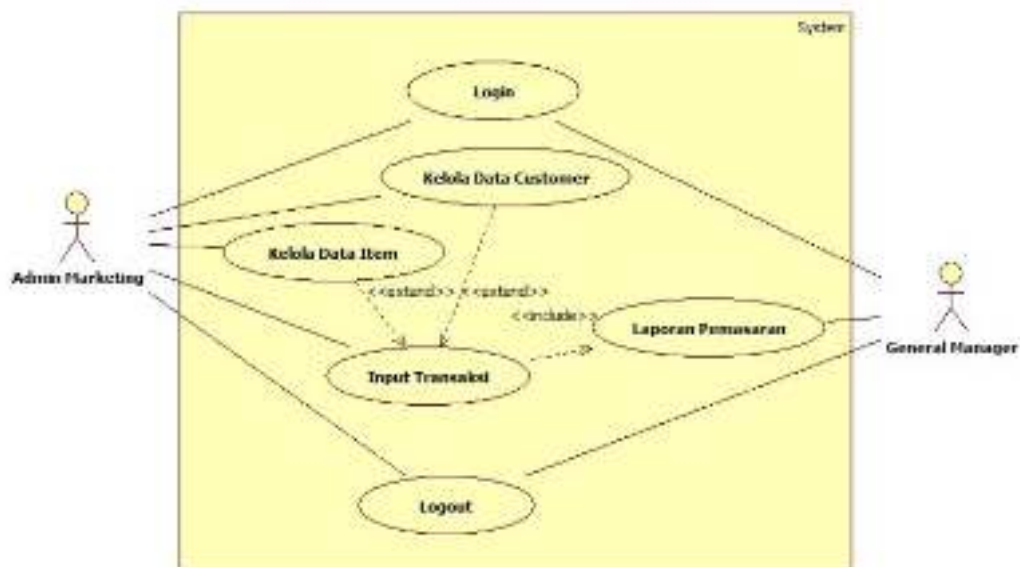 System
Login
Kelola Data Customer
Kelola Data Item
Admin Marketing
<<extend>> <<extend>>
<<include>>
Laporan Pemasaran
General Manager
Input Transaksi
Logout